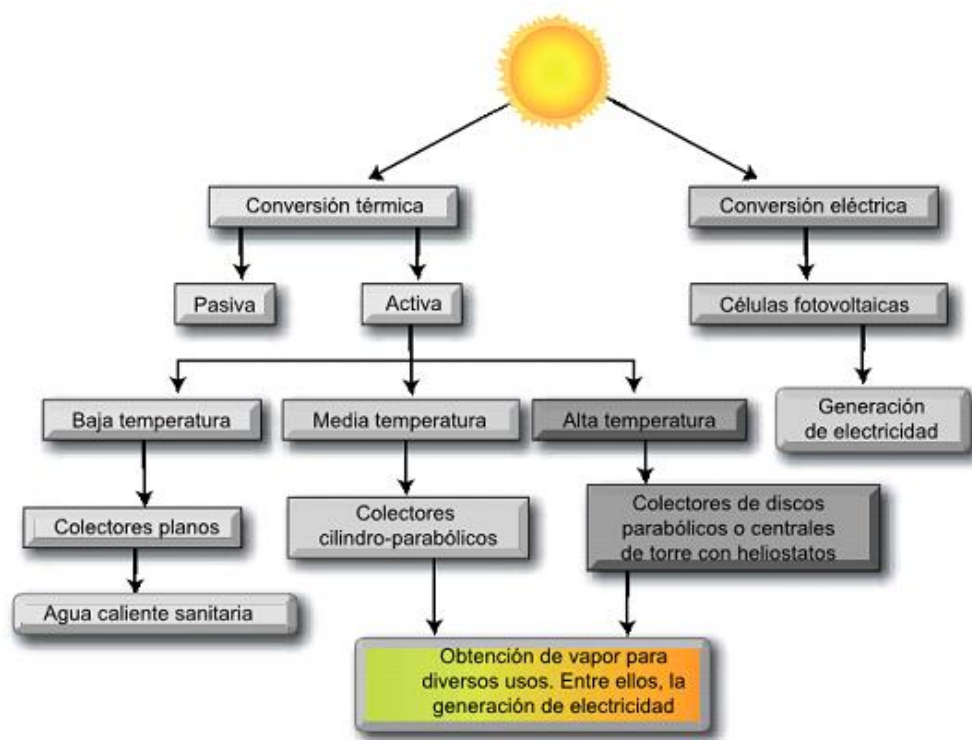 Conversión térmica
Conversión eléctrica
Pasiva
Activa
Células fotovoltaicas
Baja temperatura
Media temperatura
Alta temperatura
Generación
de electricidad
Colectores planos
Colectores
cilindro-parabólicos
Colectores de discos
parabólicos o centrales
de torre con heliostatos
Agua caliente sanitaria
Obtención de vapor para
diversos usos. Entre ellos, la
generación de electricidad